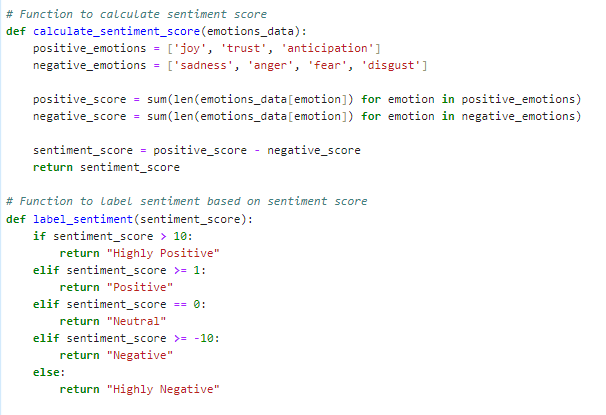 # Function to calculate sentiment score
def calculate_sentiment_score(emotions_data):
    positive_emotions = ['joy', 'trust', 'anticipation']
    negative_emotions = ['sadness', 'anger', 'fear', 'disgust']

    positive_score = sum(len(emotions_data[emotion]) for emotion in positive_emotions)
    negative_score = sum(len(emotions_data[emotion]) for emotion in negative_emotions)

    sentiment_score = positive_score - negative_score
    return sentiment_score

# Function to label sentiment based on sentiment score
def label_sentiment(sentiment_score):
    if sentiment_score > 10:
        return "Highly Positive"
    elif sentiment_score >= 1:
        return "Positive"
    elif sentiment_score == 0:
        return "Neutral"
    elif sentiment_score >= -10:
        return "Negative"
    else:
        return "Highly Negative"